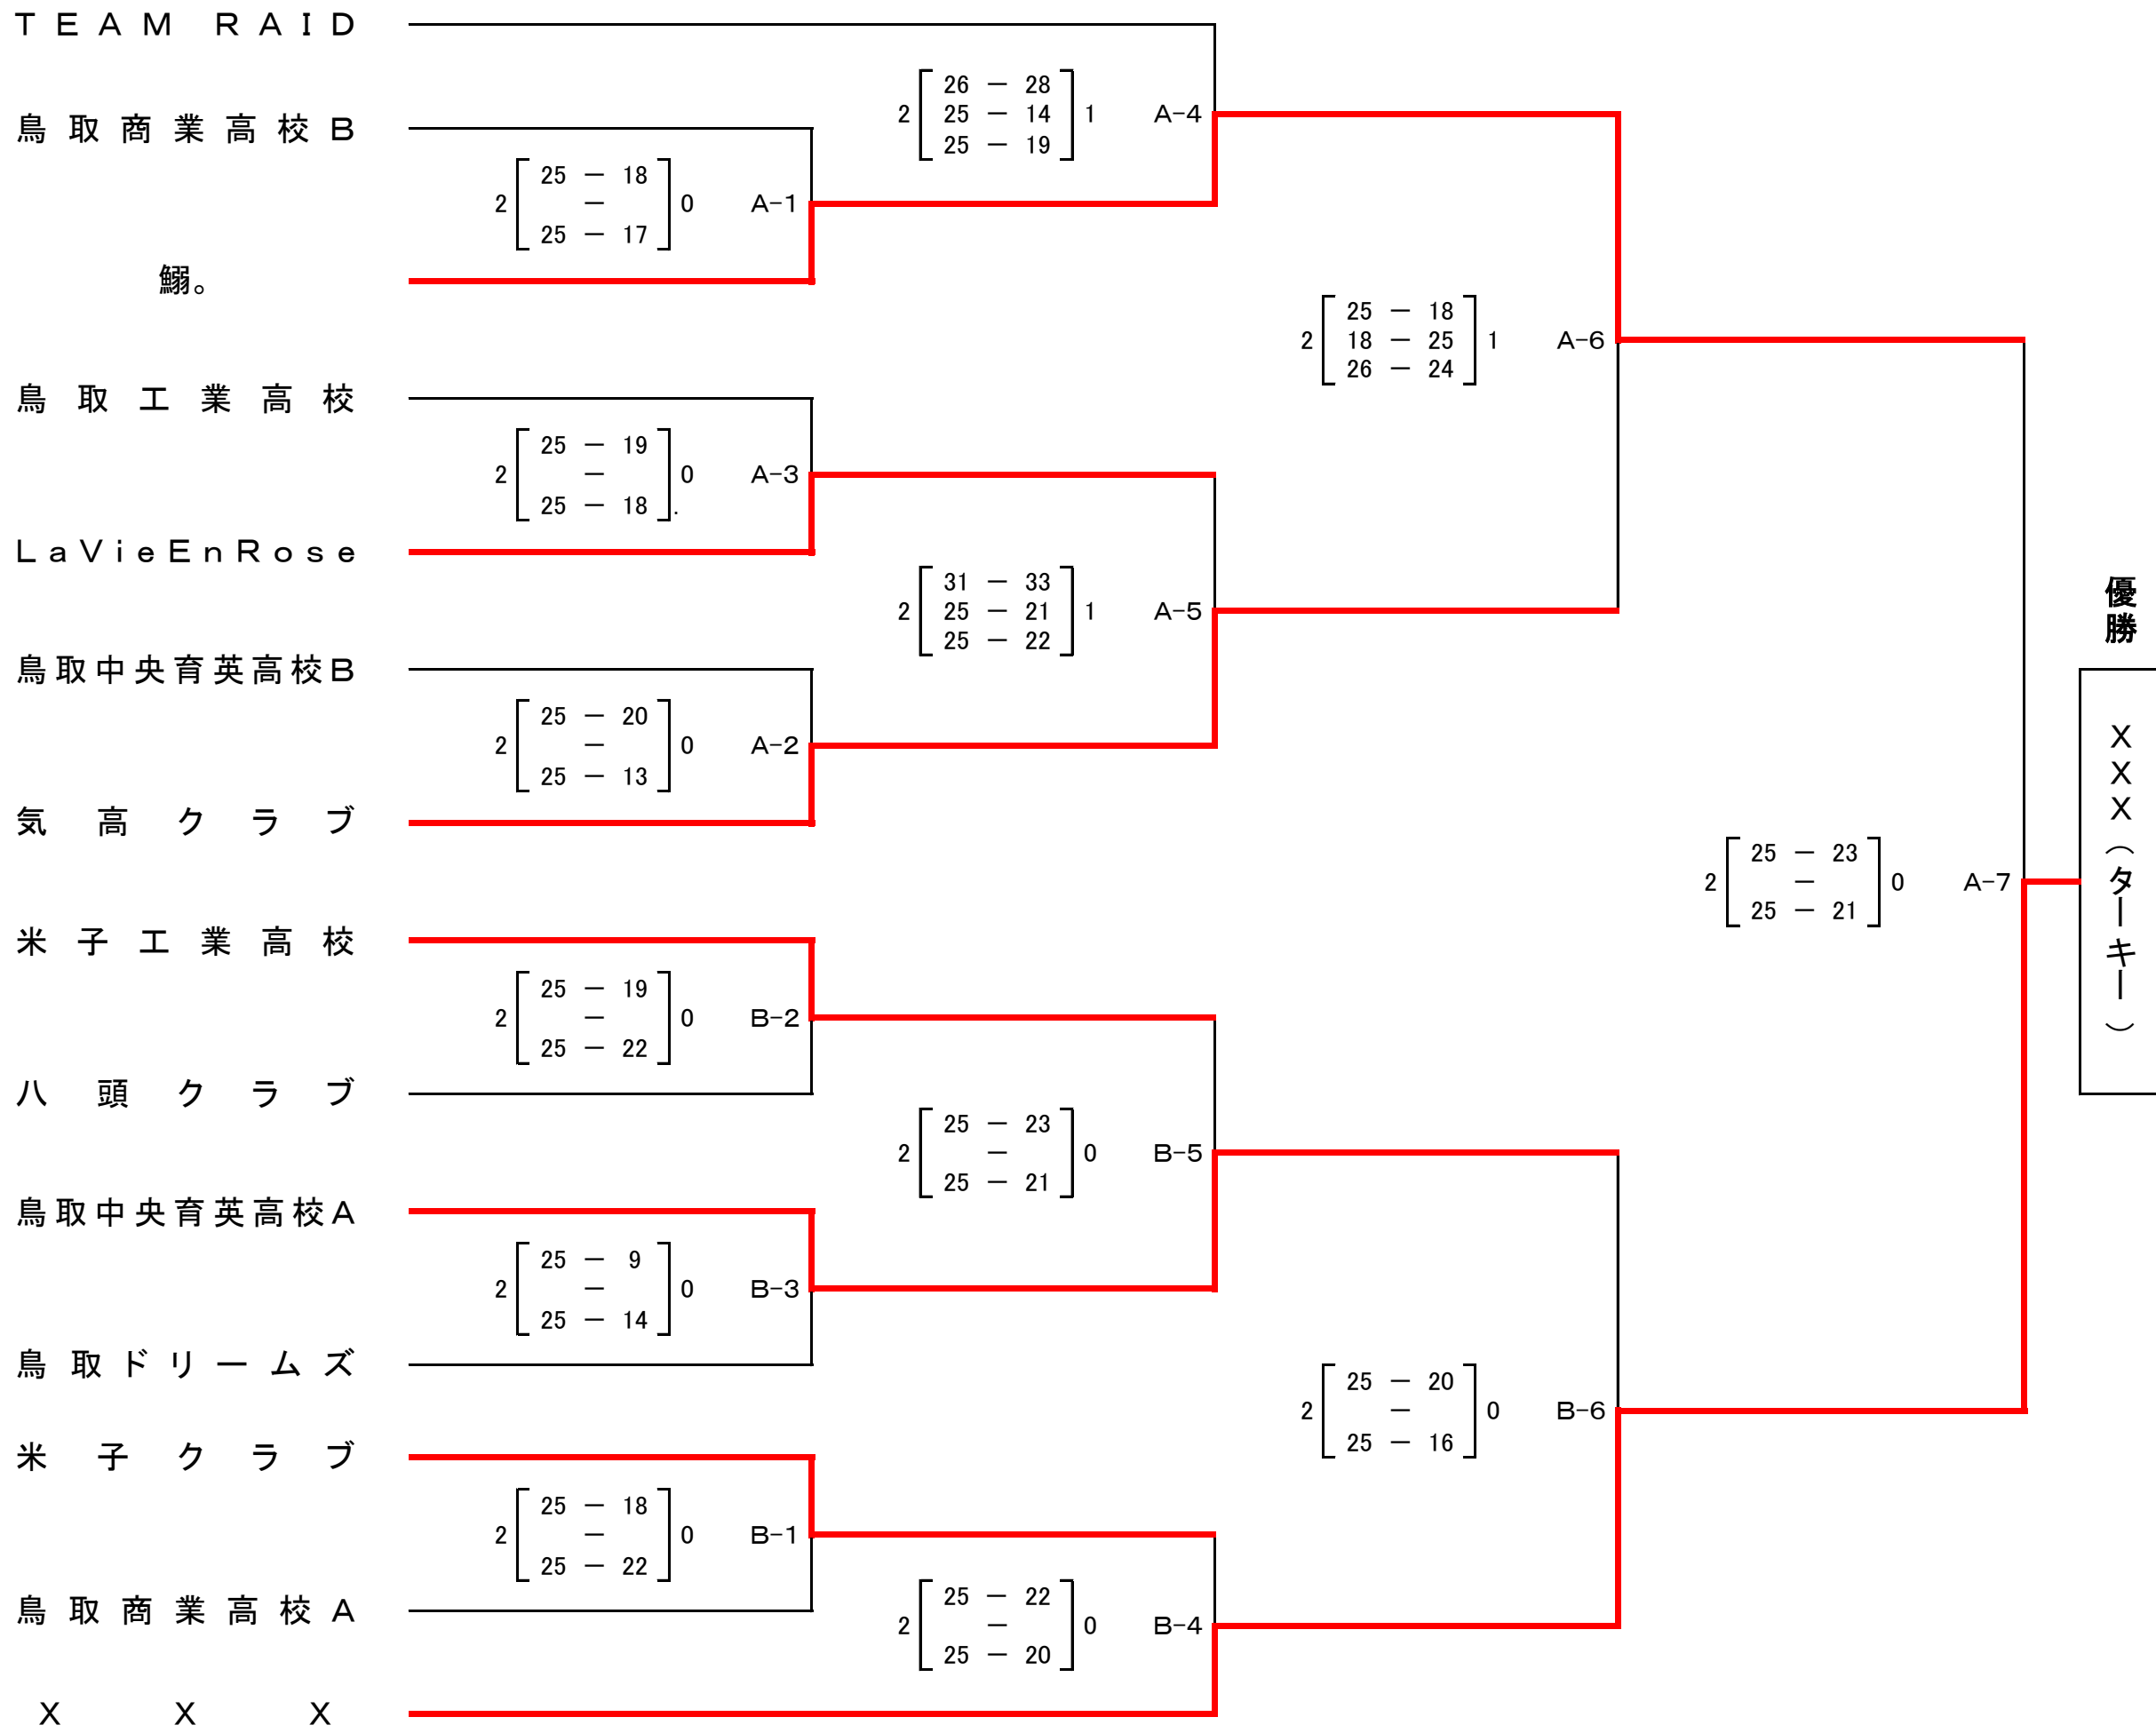 TEAM RAID
26 － 28
2 25 － 14 1 A-4
25 － 19
鳥取商業高校B
25 － 18
2 － 0 A-1
25 － 17
鰯。
25 － 18
2 18 － 25 1 A-6
26 － 24
鳥取工業高校
25 － 19
2 － 0 A-3
25 － 18 .
LaVieEnRose
31 － 33
2 25 － 21 1 A-5
25 － 22
鳥取中央育英高校B
25 － 20
2 － 0 A-2
25 － 13
気高クラブ
優勝
XXX（ターキー）
25 － 23
2 － 0 A-7
25 － 21
米子工業高校
25 － 19
2 － 0 B-2
25 － 22
八頭クラブ
25 － 23
2 － 0 B-5
25 － 21
鳥取中央育英高校A
25 － 9
2 － 0 B-3
25 － 14
鳥取ドリームズ
25 － 20
2 － 0 B-6
25 － 16
米子クラブ
25 － 18
2 － 0 B-1
25 － 22
鳥取商業高校A
25 － 22
2 － 0 B-4
25 － 20
X X X